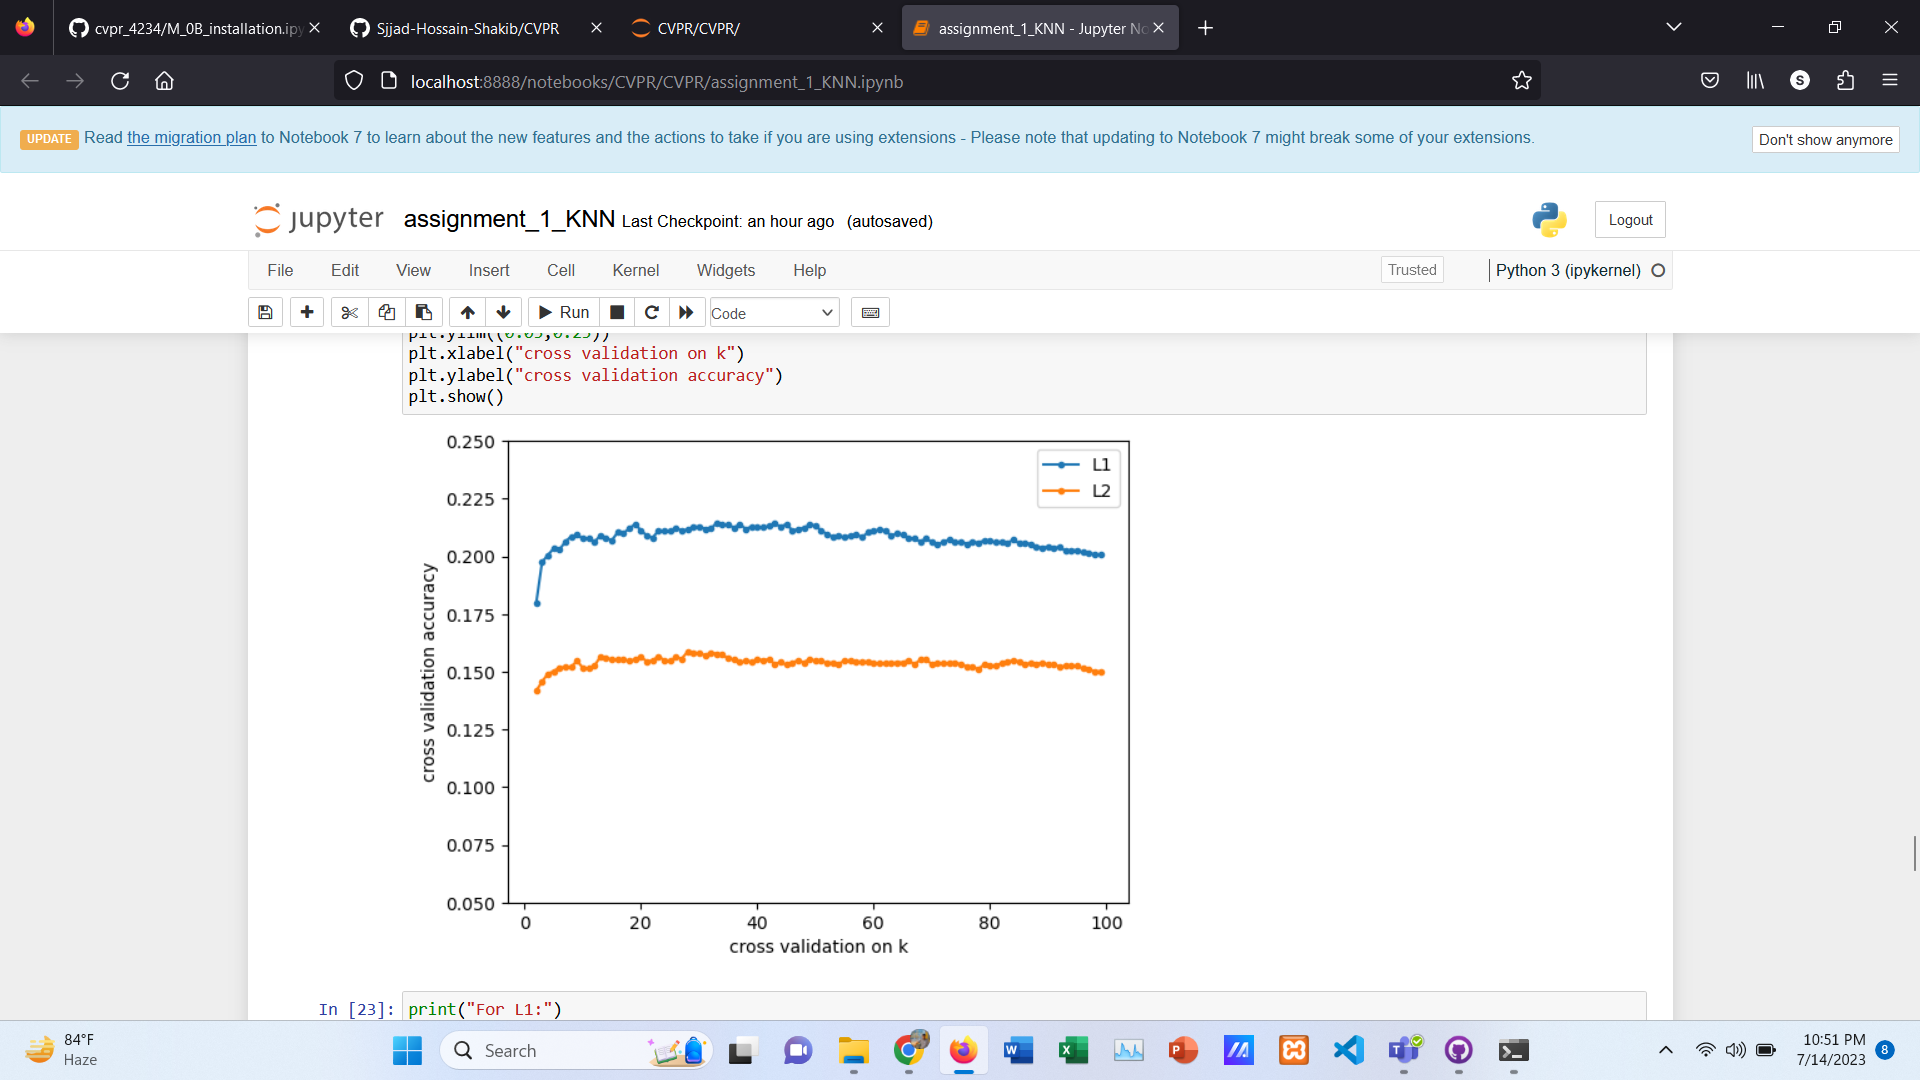 cvpr_4234/M_0B_installation.ipy
Sjjad-Hossain-Shakib/CVPR
CVPR/CVPR/
assignment_1_KNN - Jupyter No
localhost:8888/notebooks/CVPR/CVPR/assignment_1_KNN.ipynb
S
UPDATE Read the migration plan to Notebook 7 to learn about the new features and the actions to take if you are using extensions - Please note that updating to Notebook 7 might break some of your extensions.
Don't show anymore
jupyter assignment_1_KNN Last Checkpoint: an hour ago (autosaved)
Logout
File Edit View Insert Cell Kernel Widgets Help
Trusted
Python 3 (ipykernel)
Run
Code
plt.ylim((0.05,0.25))
plt.xlabel("cross validation on k")
plt.ylabel("cross validation accuracy")
plt.show()
0.250
0.225
0.200
0.175
0.150
0.125
0.100
0.075
0.050
cross validation accuracy
L1
L2
0 20 40 60 80 100
cross validation on k
In [23]: print("For L1:")
84°F
Haze
Search
10:51 PM
7/14/2023
8